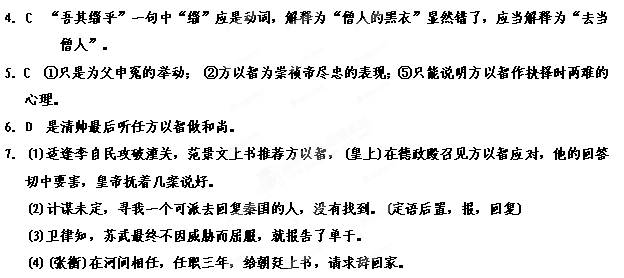 4. C “吾其缁乎”一句中“缁”应是动词，解释为“僧人的黑衣”显然错了，应当解释为“去当
僧人”。
5. C ①只是为父申冤的举动；②方以智为崇祯帝尽忠的表现；⑤只能说明方以智作抉择时两难的
心理。
6. D 是清帅最后听任方以智做和尚。
7. (1)适逢李自民攻破潼关，范景文上书推荐方以智，(皇上)在德政殿召见方以智应对，他的回答
切中要害，皇帝抚着几案说好。
(2)计谋未定，寻我一个可派去回复秦国的人，没有找到。(定语后置，报，回复)
(3)卫律知，苏武最终不因威胁而屈服，就报告了单于。
(4)(张衡)在河间相任，任职三年，给朝廷上书，请求辞回家。